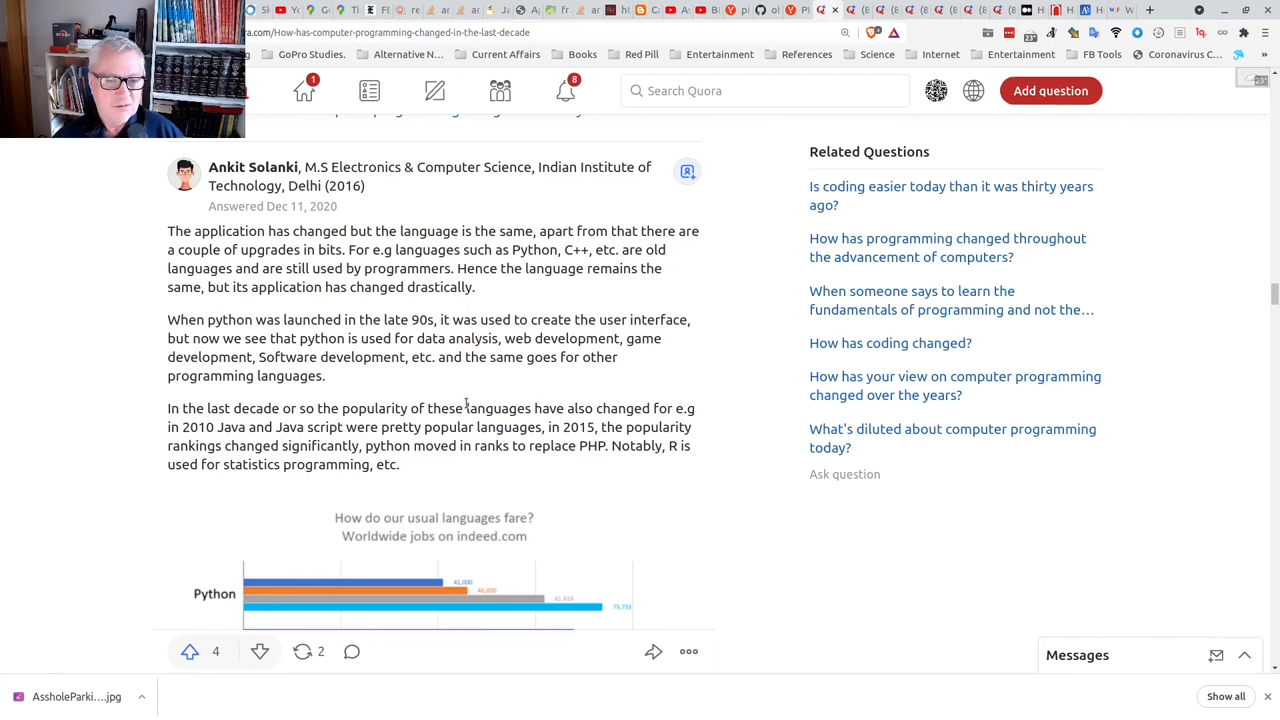 ra.com/How-has-computer-programming-changed-in-the-last-decade
GoPro Studies.
Alternative N...
Current Affairs
Books
Red Pill
Entertainment
References
Science
Internet
Entertainment
FB Tools
Coronavirus C...
1
8
Search Quora
Add question
Ankit Solanki, M.S Electronics & Computer Science, Indian Institute of
Technology, Delhi (2016)
Answered Dec 11, 2020
The application has changed but the language is the same, apart from that there are
a couple of upgrades in bits. For e.g languages such as Python, C++, etc. are old
languages and are still used by programmers. Hence the language remains the
same, but its application has changed drastically.
When python was launched in the late 90s, it was used to create the user interface,
but now we see that python is used for data analysis, web development, game
development, Software development, etc. and the same goes for other
programming languages.
In the last decade or so the popularity of these languages have also changed for e.g
in 2010 Java and Java script were pretty popular languages, in 2015, the popularity
rankings changed significantly, python moved in ranks to replace PHP. Notably, R is
used for statistics programming, etc.
How do our usual languages fare?
Worldwide jobs on indeed.com
Python
41,000
46,000
61,818
73,733
4
2
Related Questions
Is coding easier today than it was thirty years
ago?
How has programming changed throughout
the advancement of computers?
When someone says to learn the
fundamentals of programming and not the...
How has coding changed?
How has your view on computer programming
changed over the years?
What's diluted about computer programming
today?
Ask question
Messages
AssholeParki....jpg
Show all